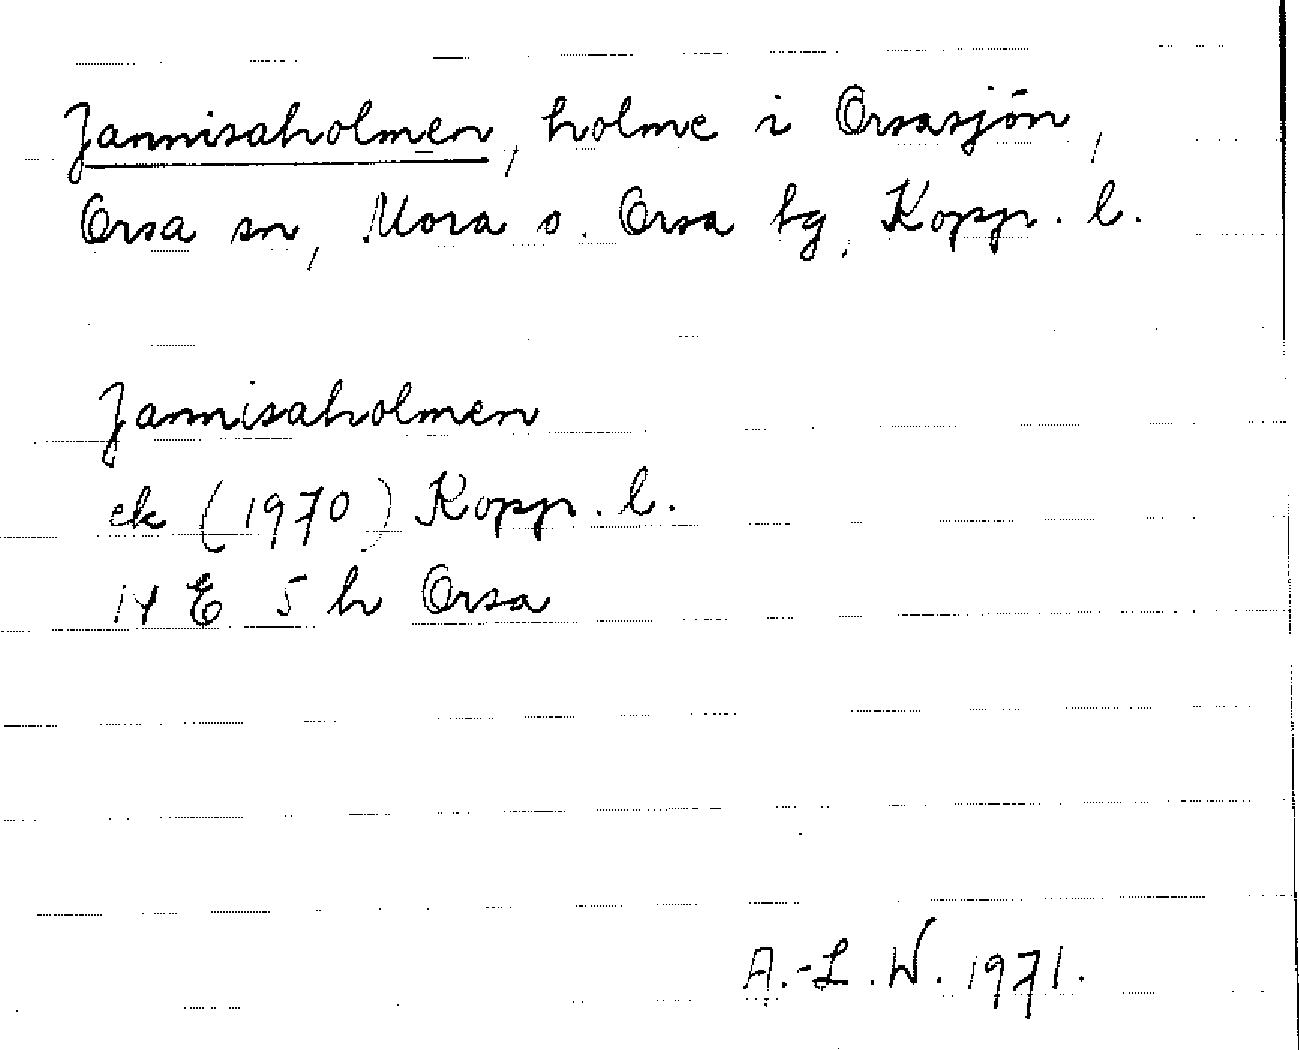 Jannisaholmen, holme i Orsasjön,
Orsa sn, Mora o. Orsa tg, Kopp. l.
Jannisaholmen
ek (1970) Kopp. l.
14 E 5 h Orsa
A.-L. W. 1971.